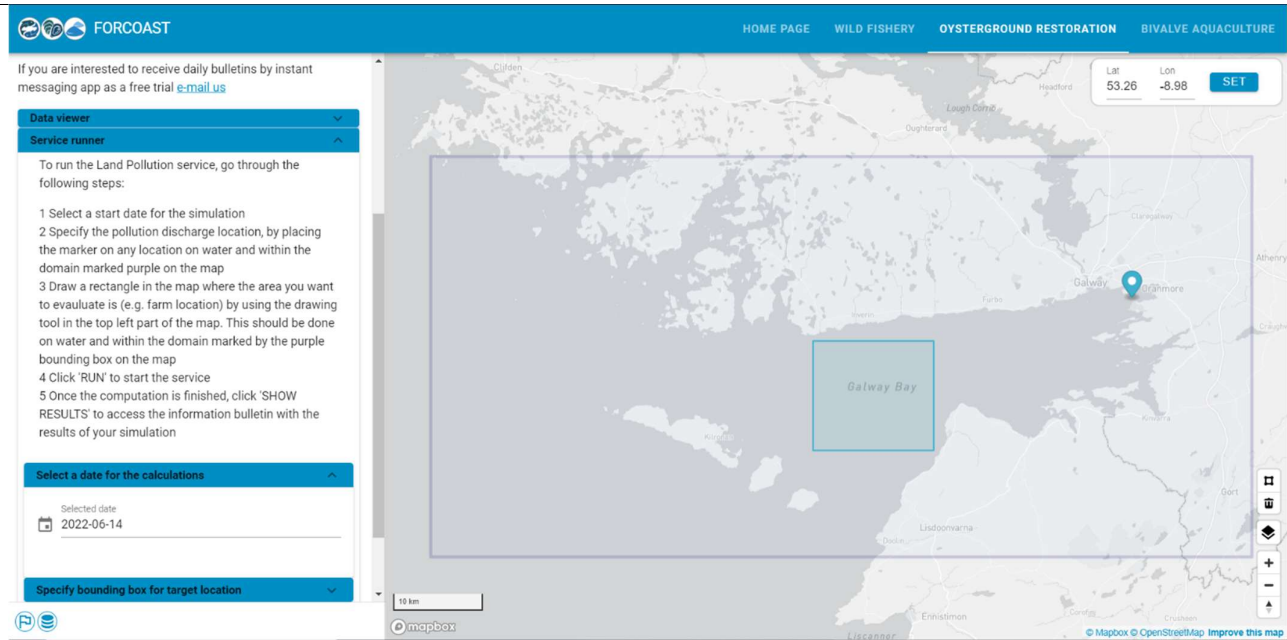 FORCOAST
HOME PAGE
WILD FISHERY
OYSTERGROUND RESTORATION
BIVALVE AQUACULTURE
If you are interested to receive daily bulletins by instant
messaging app as a free trial e-mail us
Data viewer
Service runner
To run the Land Pollution service, go through the
following steps:
1 Select a start date for the simulation
2 Specify the pollution discharge location, by placing
the marker on any location on water and within the
domain marked purple on the map
3 Draw a rectangle in the map where the area you want
to evauluate is (e.g. farm location) by using the drawing
tool in the top left part of the map. This should be done
on water and within the domain marked by the purple
bounding box on the map
4 Click 'RUN' to start the service
5 Once the computation is finished, click 'SHOW
RESULTS' to access the information bulletin with the
results of your simulation
Select a date for the calculations
Selected date
2022-06-14
Specify bounding box for target location
Lat
53.26
Lon
-8.98
SET
Clifden
Headford
Lough Corrib
Oughterard
Claregalway
Athenry
Galway
Oranmore
Furbo
Inverin
Galway Bay
Kinvara
Gort
Lisdoonvarna
Doolin
Ennistimon
Liscannor
Corofin
Crusheen
10 km
mapbox
© Mapbox © OpenStreetMap Improve this map